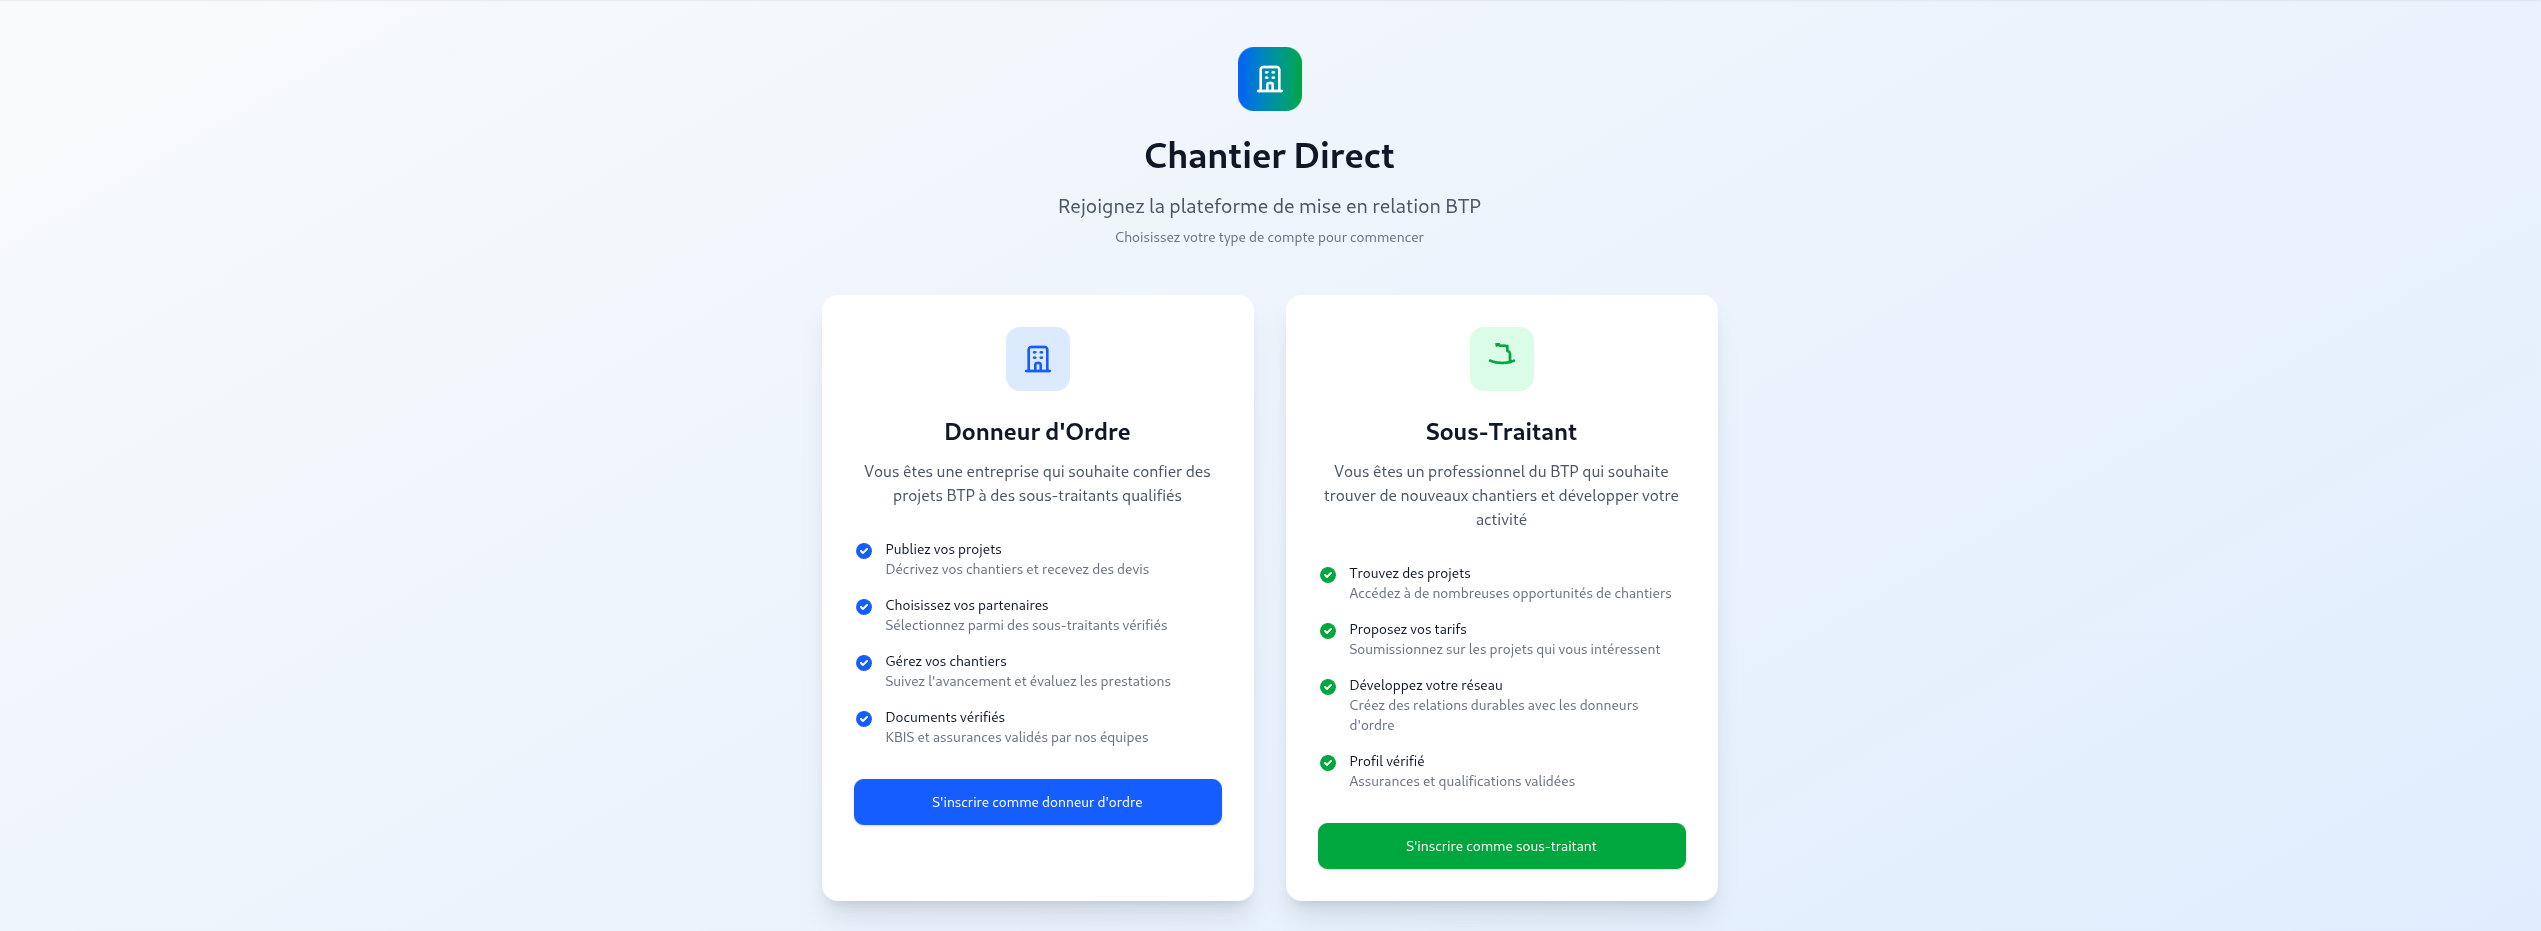 Chantier Direct
Rejoignez la plateforme de mise en relation BTP
Choisissez votre type de compte pour commencer
Donneur d'Ordre
Vous êtes une entreprise qui souhaite confier des
projets BTP à des sous-traitants qualifiés
Publiez vos projets
Décrivez vos chantiers et recevez des devis
Choisissez vos partenaires
Sélectionnez parmi des sous-traitants vérifiés
Gérez vos chantiers
Suivez l'avancement et évaluez les prestations
Documents vérifiés
KBIS et assurances validés par nos équipes
S'inscrire comme donneur d'ordre
Sous-Traitant
Vous êtes un professionnel du BTP qui souhaite
trouver de nouveaux chantiers et développer votre
activité
Trouvez des projets
Accédez à de nombreuses opportunités de chantiers
Proposez vos tarifs
Soumissionnez sur les projets qui vous intéressent
Développez votre réseau
Créez des relations durables avec les donneurs
d'ordre
Profil vérifié
Assurances et qualifications validées
S'inscrire comme sous-traitant